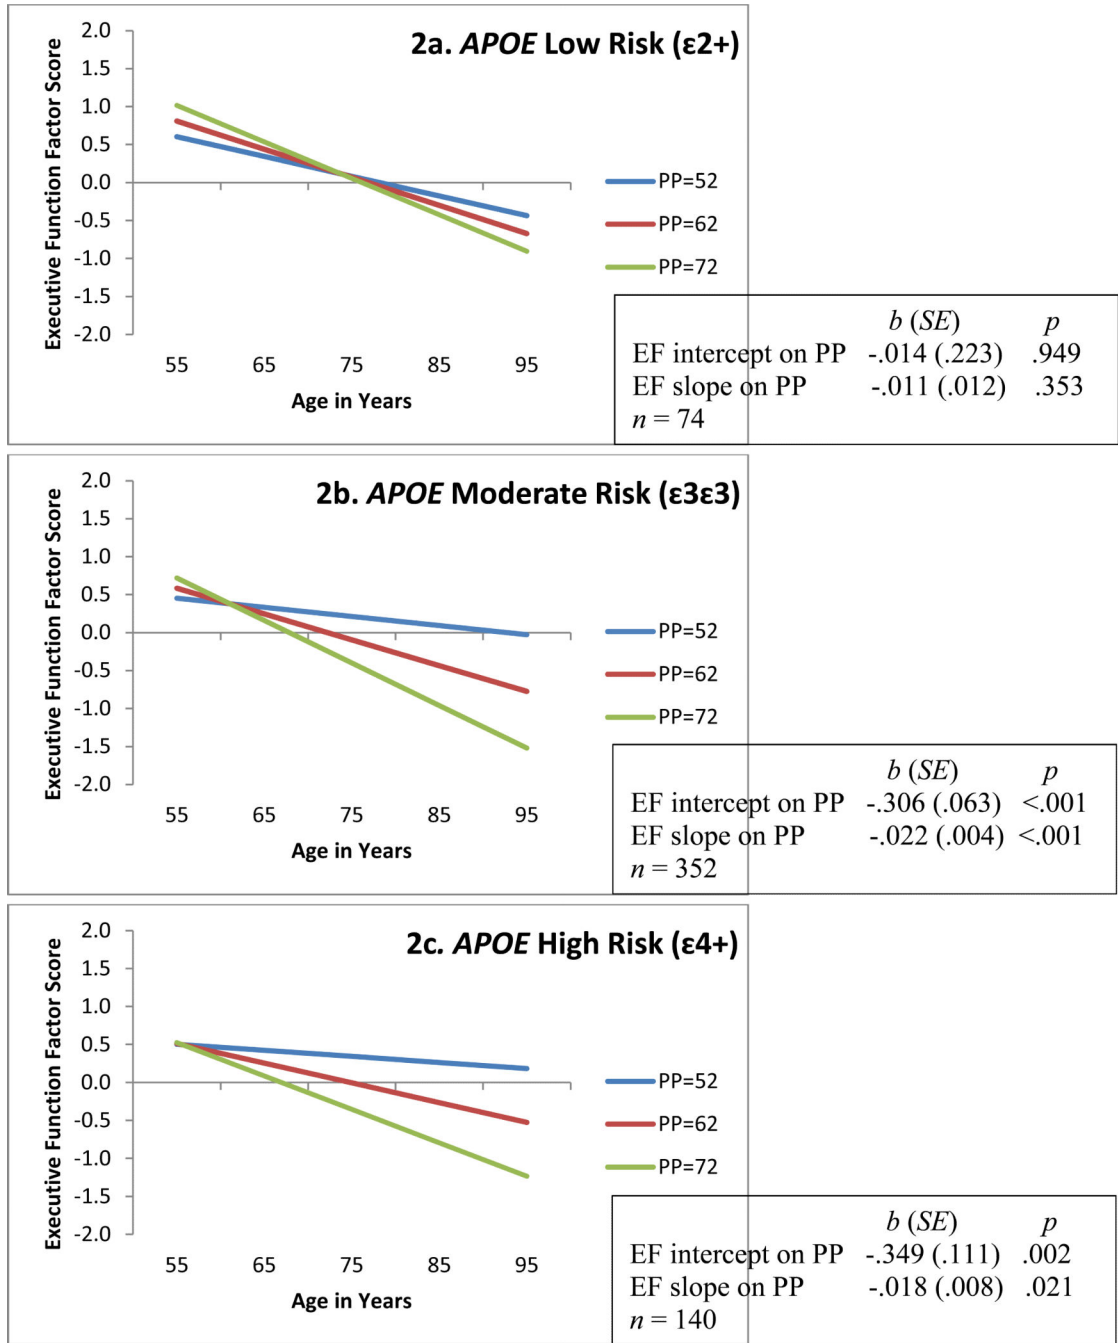 2a. APOE Low Risk (ε2+)
Executive Function Factor Score
2.0
1.5
1.0
0.5
0.0
-0.5
-1.0
-1.5
-2.0
55 65 75 85 95
Age in Years
PP=52
PP=62
PP=72
b (SE) p
EF intercept on PP -.014 (.223) .949
EF slope on PP -.011 (.012) .353
n = 74
2b. APOE Moderate Risk (ε3ε3)
Executive Function Factor Score
2.0
1.5
1.0
0.5
0.0
-0.5
-1.0
-1.5
-2.0
55 65 75 85 95
Age in Years
PP=52
PP=62
PP=72
b (SE) p
EF intercept on PP -.306 (.063) <.001
EF slope on PP -.022 (.004) <.001
n = 352
2c. APOE High Risk (ε4+)
Executive Function Factor Score
2.0
1.5
1.0
0.5
0.0
-0.5
-1.0
-1.5
-2.0
55 65 75 85 95
Age in Years
PP=52
PP=62
PP=72
b (SE) p
EF intercept on PP -.349 (.111) .002
EF slope on PP -.018 (.008) .021
n = 140